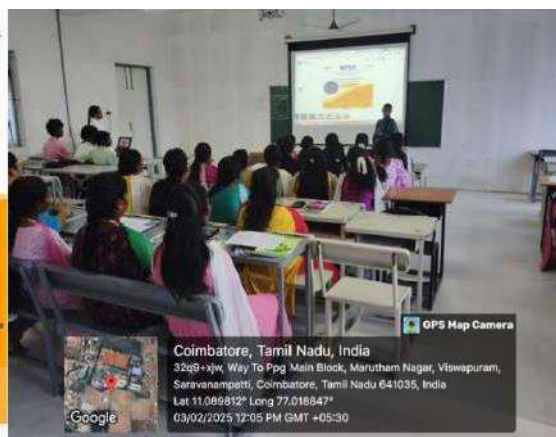 GPS Map Camera
Coimbatore, Tamil Nadu, India
32q9+xjw, Way To Ppg Main Block, Marutham Nagar, Viswapuram,
Saravanampatti, Coimbatore, Tamil Nadu 641035, India
Lat 11.089812° Long 77.018847°
03/02/2025 12:05 PM GMT +05:30
Google